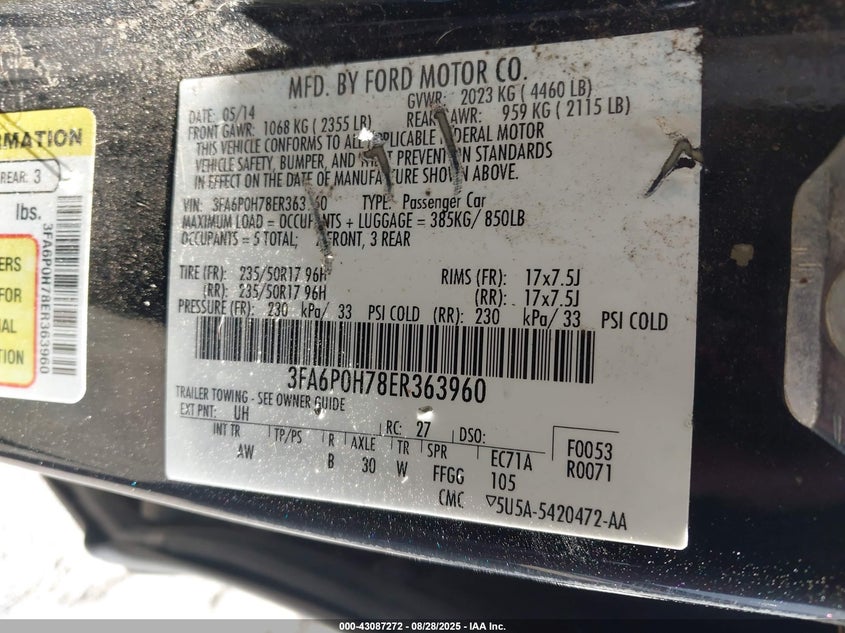 MFD. BY FORD MOTOR CO.
DATE: 05/14
GVWR: 2023 KG ( 4460 LB)
FRONT GAWR: 1068 KG ( 2355 LB)
REAR GAWR: 959 KG ( 2115 LB)
THIS VEHICLE CONFORMS TO ALL APPLICABLE FEDERAL MOTOR
VEHICLE SAFETY, BUMPER, AND THEFT PREVENTION STANDARDS
IN EFFECT ON THE DATE OF MANUFACTURE SHOWN ABOVE.
VIN: 3FA6P0H78ER363 60 TYPE: Passenger Car
MAXIMUM LOAD = OCCUPANTS + LUGGAGE = 385KG/ 850LB
OCCUPANTS = 5 TOTAL; FRONT, 3 REAR
TIRE (FR): 235/50R17 96H RIMS (FR): 17x7.5J
(RR): 235/50R17 96H (RR): 17x7.5J
PRESSURE (FR): 230 kPa/ 33 PSI COLD (RR): 230 kPa/ 33 PSI COLD
3FA6P0H78ER363960
TRAILER TOWING - SEE OWNER GUIDE
EXT PNT: UH RC: 27 DSO:
INT TR TP/PS R AXLE TR SPR EC71A F0053
AW B 30 W FFGG 105 R0071
CMC ▽5U5A-5420472-AA
RMATION
REAR: 3
lbs.
ERS
FOR
AL
TION
3FA6P0H78ER363960
000-43087272 - 08/28/2025 - IAA Inc.